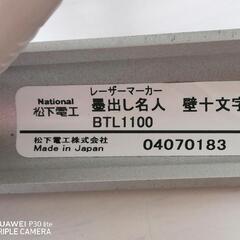 レーザーマーカー
National
松下電工
墨出し名人 壁十文字
BTL1100
松下電工株式会社
Made in Japan
04070183
HUAWEI P30 lite
TRIPLE CAMERA